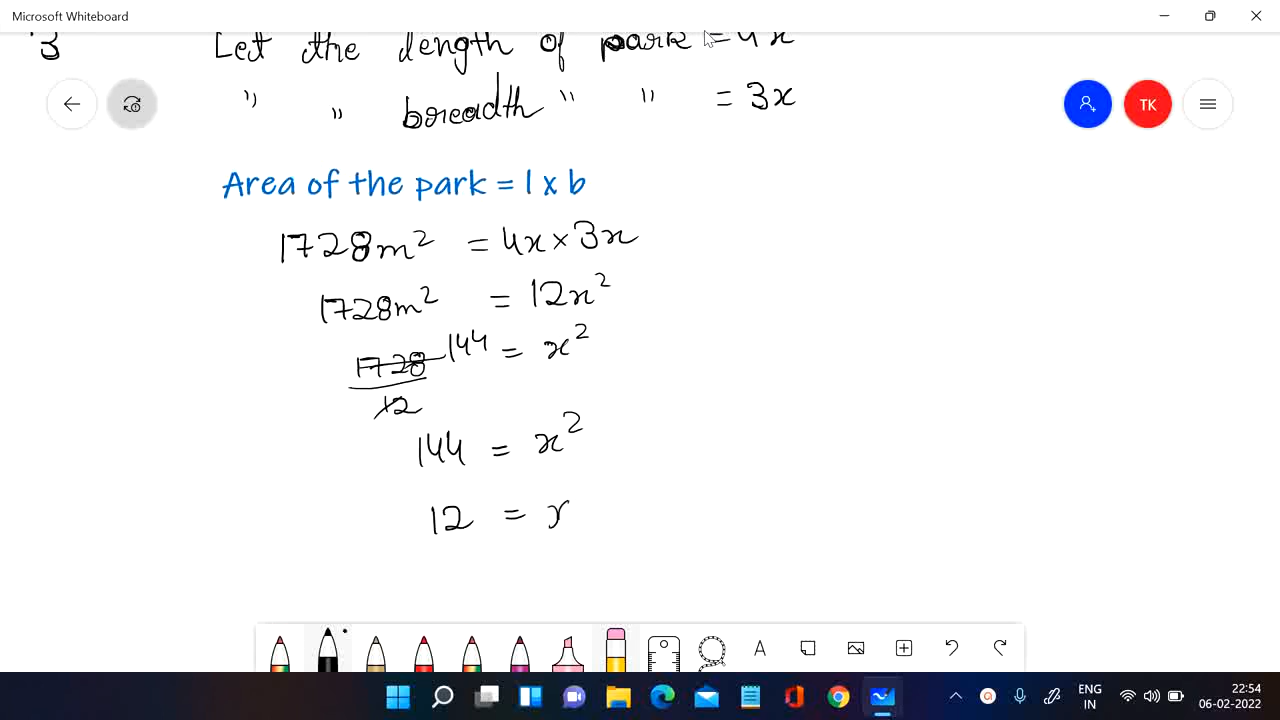 Microsoft Whiteboard
3 Let the length of park = 4x
" " breadth " " = 3x
TK
Area of the park = l x b
1728m² = 4x × 3x
1728m² = 12x²
1728/12 144 = x²
144 = x²
12 = x
A
ENG
IN
22:54
06-02-2022